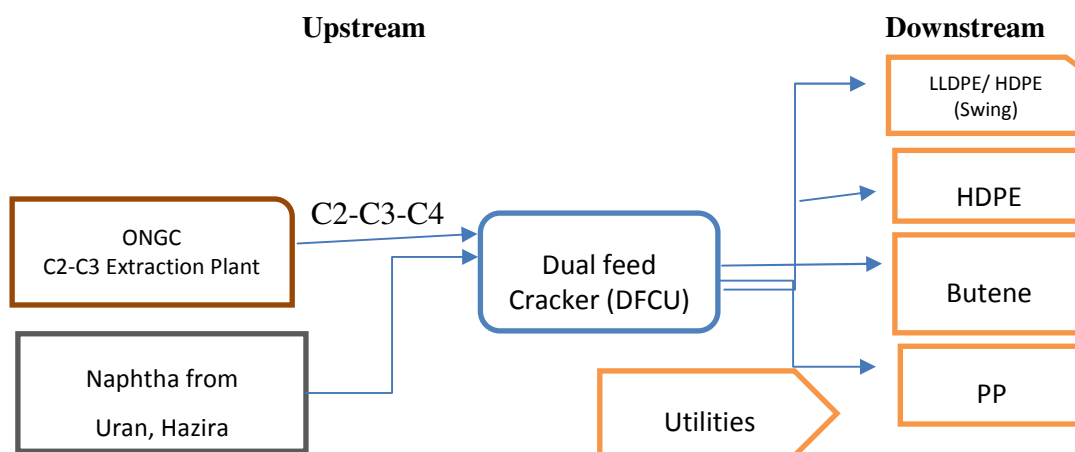 Upstream
Downstream
LLDPE/ HDPE
(Swing)
HDPE
C2-C3-C4
ONGC
C2-C3 Extraction Plant
Dual feed
Cracker (DFCU)
Butene
Naphtha from
Uran, Hazira
PP
Utilities